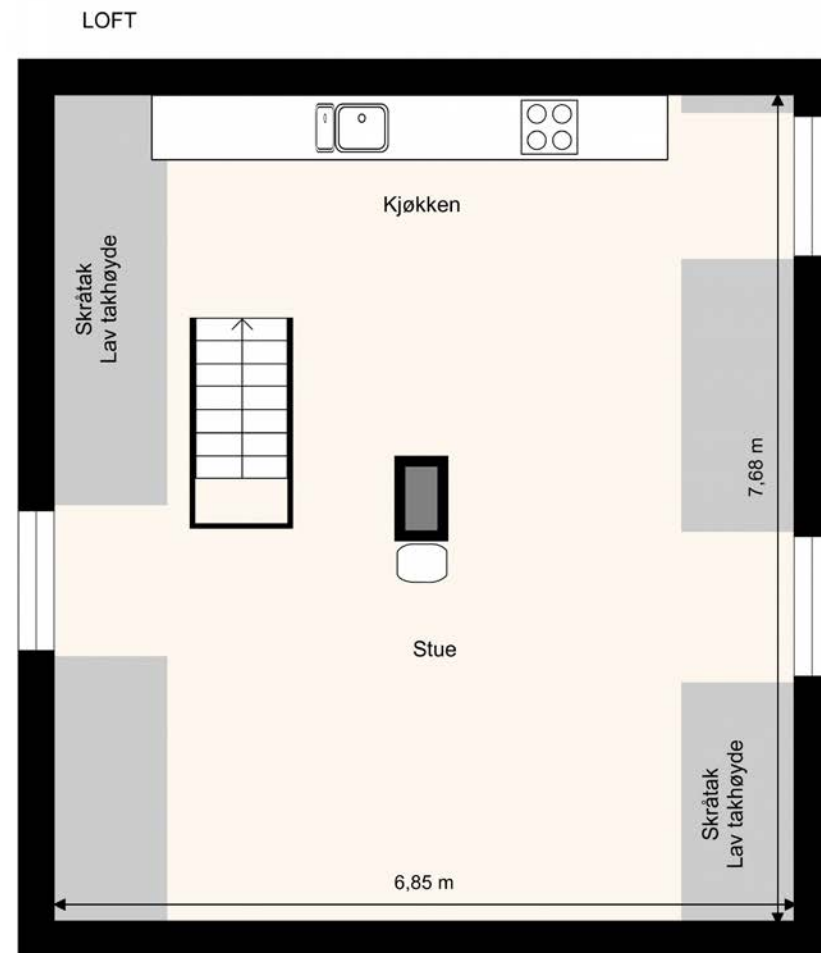 LOFT
Kjøkken
Skråtak
Lav takhøyde
7,68 m
Stue
Skråtak
Lav takhøyde
6,85 m